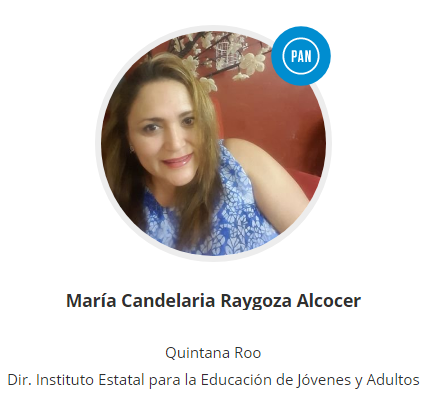 PAN
María Candelaria Raygoza Alcocer
Quintana Roo
Dir. Instituto Estatal para la Educación de Jóvenes y Adultos